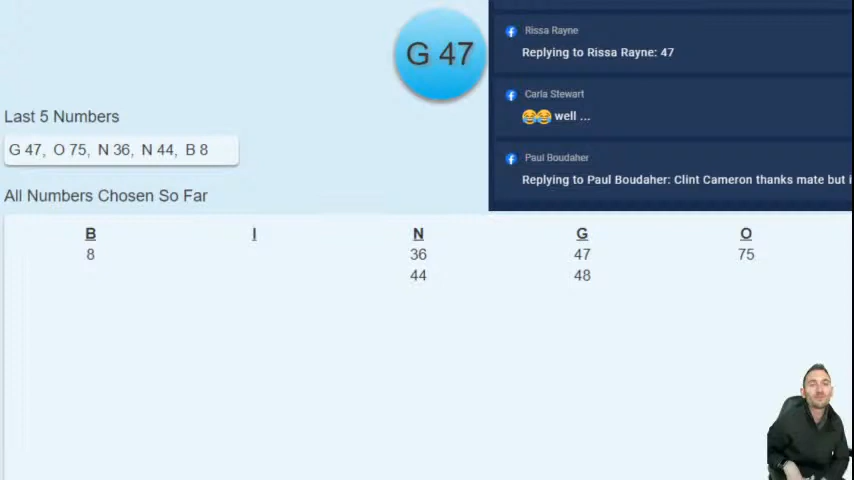 G 47
Rissa Rayne
Replying to Rissa Rayne: 47
Carla Stewart
😂😂 well ...
Paul Boudaher
Replying to Paul Boudaher: Clint Cameron thanks mate but i
Last 5 Numbers
G 47, O 75, N 36, N 44, B 8
All Numbers Chosen So Far
B I N G O
8 36 47 75
44 48